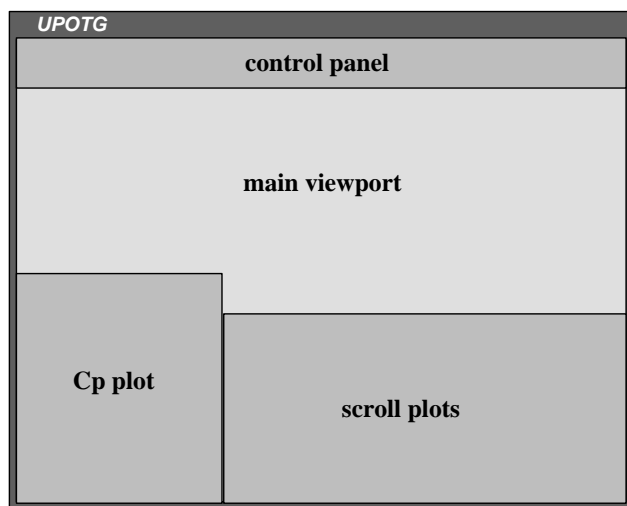 UPOTG
control panel
main viewport
Cp plot
scroll plots